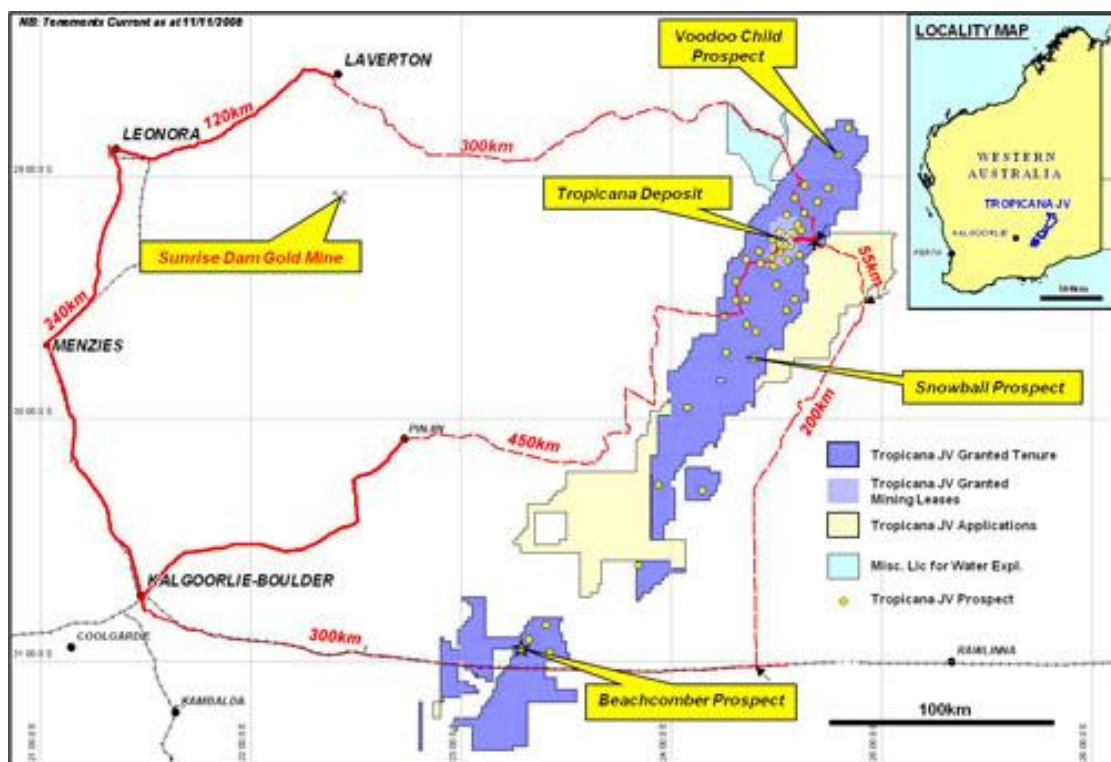 NB: Tenements Current as at 11/11/2008
Voodoo Child
Prospect
LOCALITY MAP
LAVERTON
120km
LEONORA
300km
WESTERN
AUSTRALIA
Tropicana Deposit
TROPICANA JV
KALGOORLIE
PERTH
Sunrise Dam Gold Mine
55km
240km
MENZIES
Snowball Prospect
200km
450km
Tropicana JV Granted Tenure
Tropicana JV Granted
Mining Leases
Tropicana JV Applications
Misc. Lic for Water Expl.
Tropicana JV Prospect
KALGOORLIE-BOULDER
COOLGARDIE
300km
RAWLINNA
KAMBALDA
Beachcomber Prospect
100km